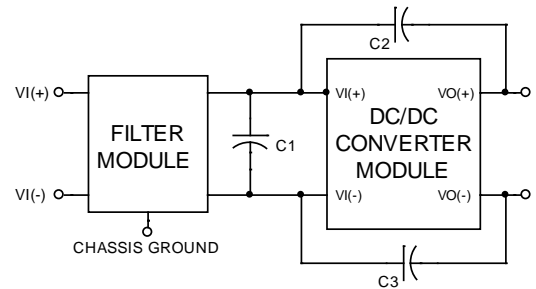 C2
VI(+)
VI(+)
VO(+)
FILTER
MODULE
C1
DC/DC
CONVERTER
MODULE
VI(-)
VI(-)
VO(-)
CHASSIS GROUND
C3